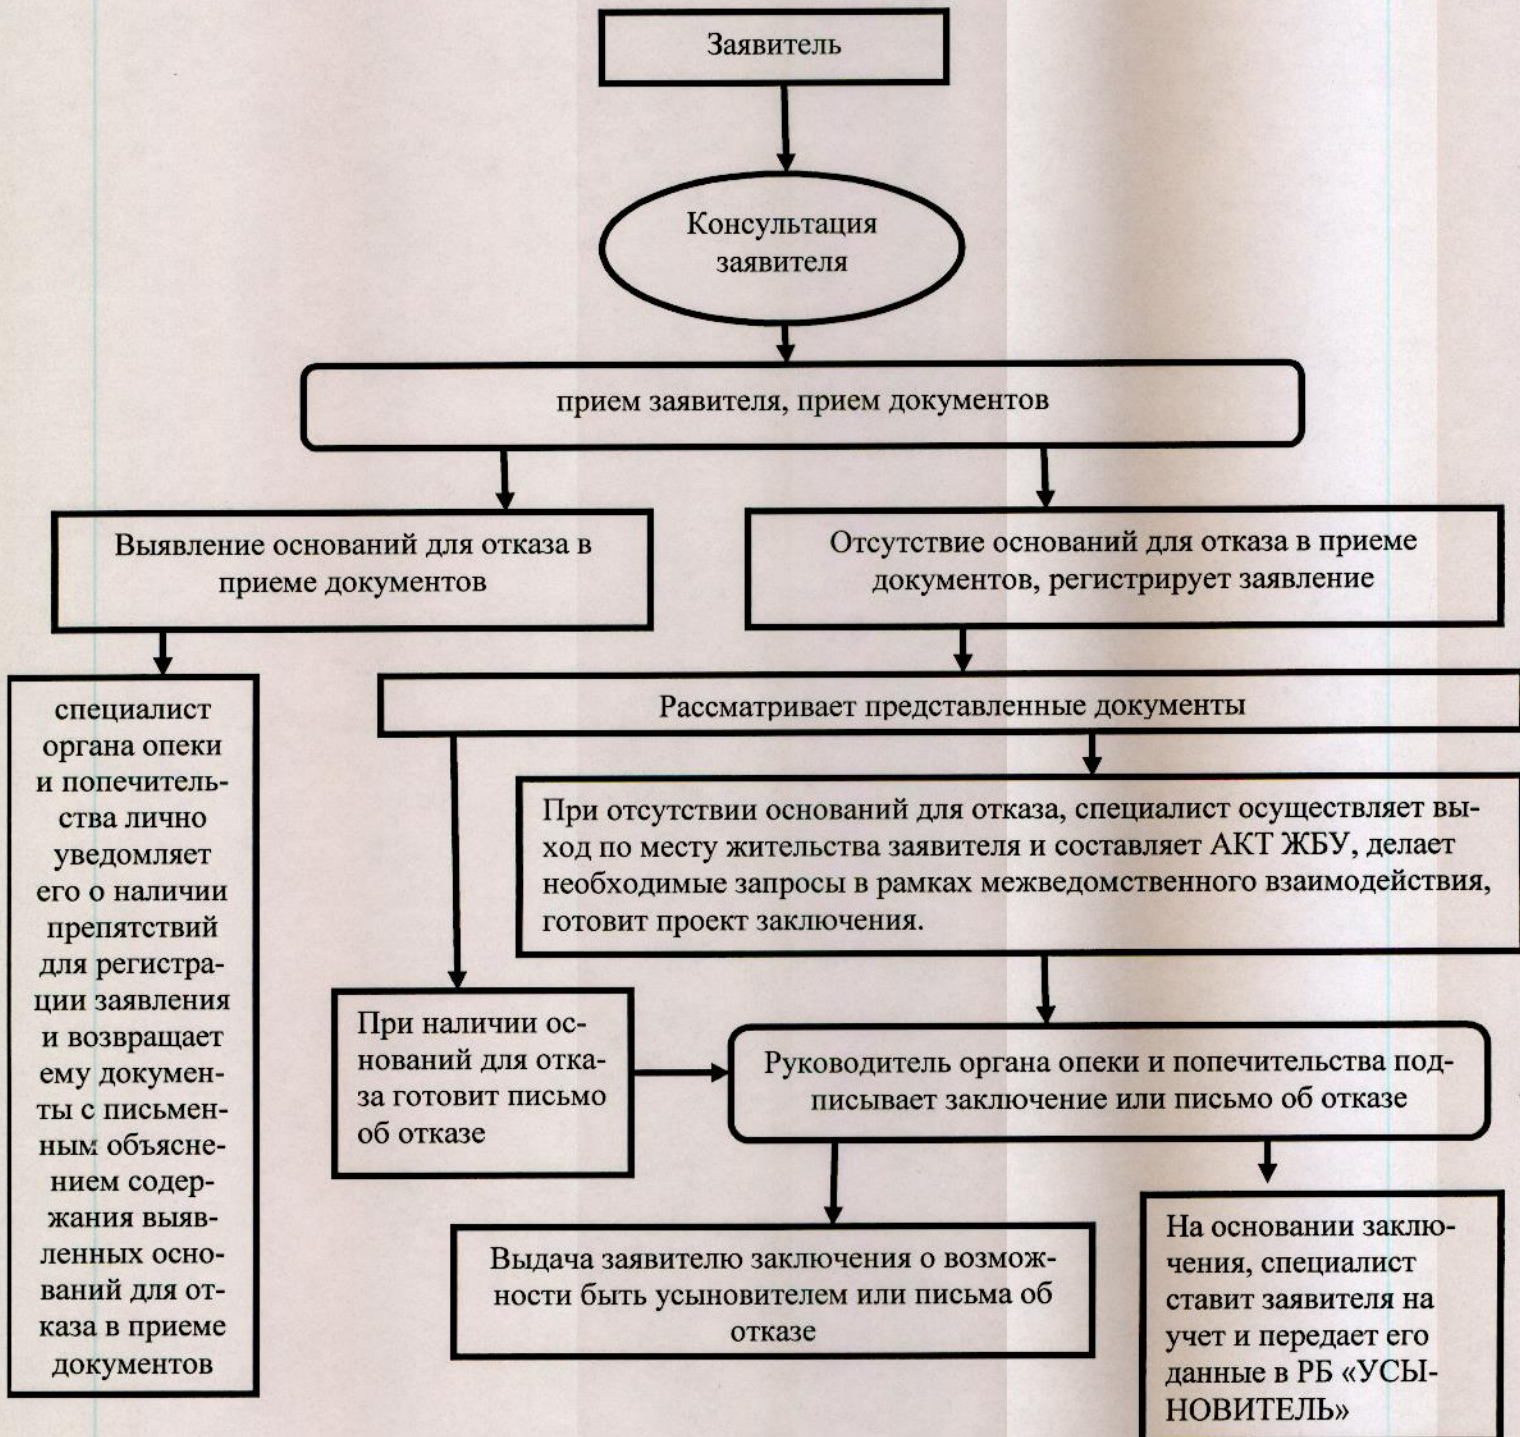 Заявитель
Консультация
заявителя
прием заявителя, прием документов
Выявление оснований для отказа в
приеме документов
Отсутствие оснований для отказа в приеме
документов, регистрирует заявление
специалист
органа опеки
и попечитель-
ства лично
уведомляет
его о наличии
препятствий
для регистра-
ции заявления
и возвращает
ему докумен-
ты с письмен-
ным объясне-
нием содер-
жания выяв-
ленных осно-
ваний для от-
каза в приеме
документов
Рассматривает представленные документы
При отсутствии оснований для отказа, специалист осуществляет вы-
ход по месту жительства заявителя и составляет АКТ ЖБУ, делает
необходимые запросы в рамках межведомственного взаимодействия,
готовит проект заключения.
При наличии ос-
нований для отка-
за готовит письмо
об отказе
Руководитель органа опеки и попечительства под-
писывает заключение или письмо об отказе
Выдача заявителю заключения о возмож-
ности быть усыновителем или письма об
отказе
На основании заклю-
чения, специалист
ставит заявителя на
учет и передает его
данные в РБ «УСЫ-
НОВИТЕЛЬ»